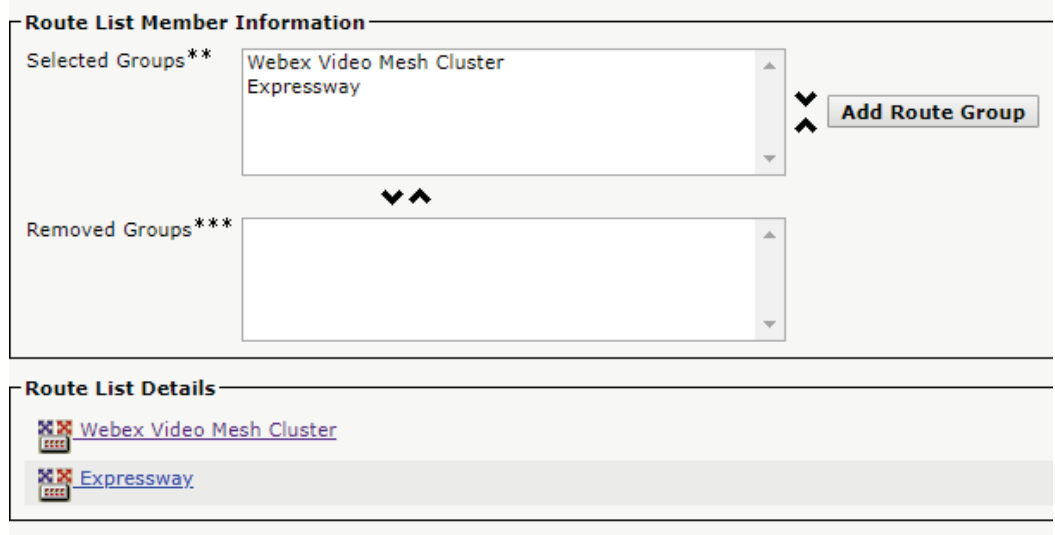 Route List Member Information
Selected Groups**
Webex Video Mesh Cluster
Expressway
Add Route Group
Removed Groups***
Route List Details
Webex Video Mesh Cluster
Expressway